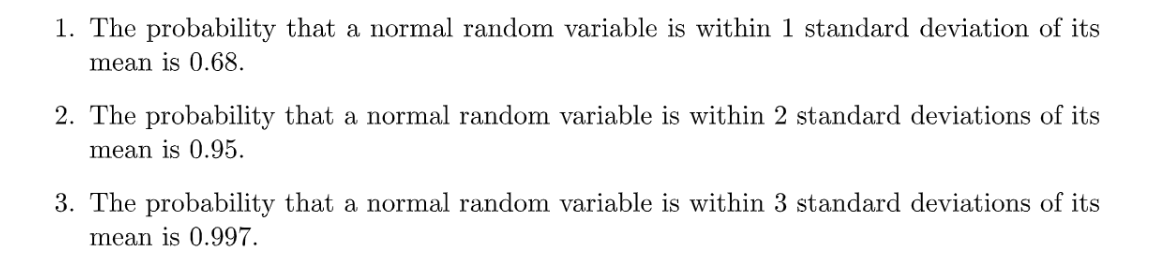 1. The probability that a normal random variable is within 1 standard deviation of its
mean is 0.68.
2. The probability that a normal random variable is within 2 standard deviations of its
mean is 0.95.
3. The probability that a normal random variable is within 3 standard deviations of its
mean is 0.997.